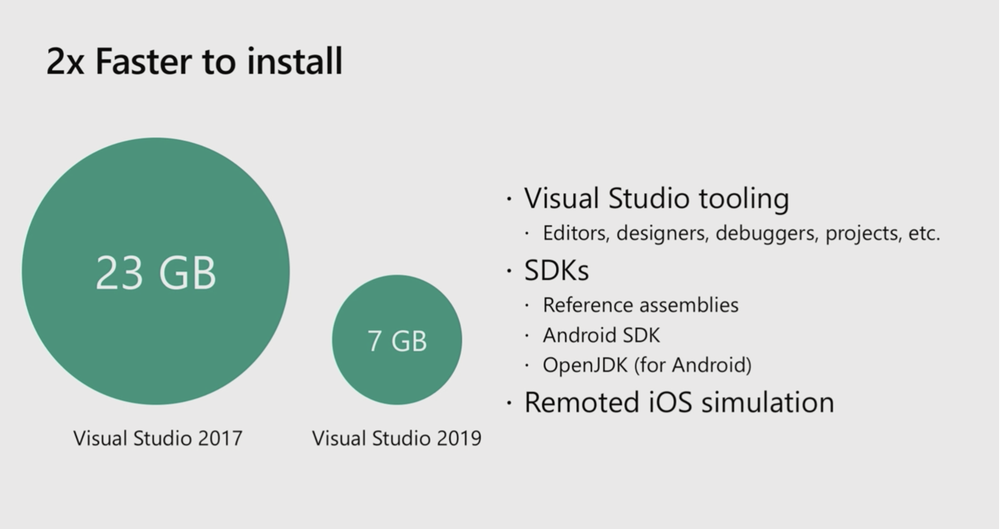 2x Faster to install
23 GB
7 GB
Visual Studio 2017
Visual Studio 2019
· Visual Studio tooling
· Editors, designers, debuggers, projects, etc.
· SDKs
· Reference assemblies
· Android SDK
· OpenJDK (for Android)
· Remoted iOS simulation